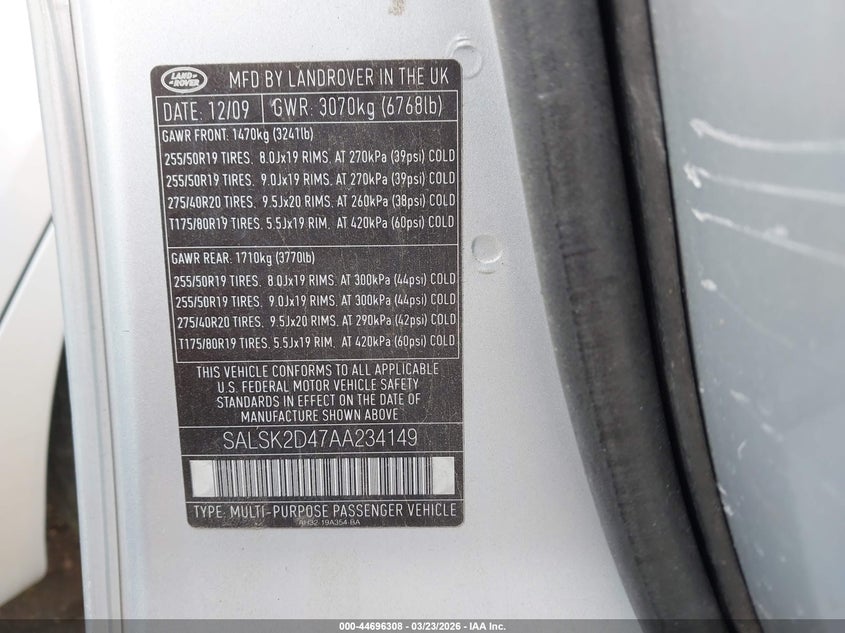 LAND
ROVER
MFD BY LANDROVER IN THE UK
DATE: 12/09 GWR: 3070kg (6768lb)
GAWR FRONT: 1470kg (3241lb)
255/50R19 TIRES. 8.0Jx19 RIMS. AT 270kPa (39psi) COLD
255/50R19 TIRES. 9.0Jx19 RIMS. AT 270kPa (39psi) COLD
275/40R20 TIRES. 9.5Jx20 RIMS. AT 260kPa (38psi) COLD
T175/80R19 TIRES. 5.5Jx19 RIM. AT 420kPa (60psi) COLD
GAWR REAR: 1710kg (3770lb)
255/50R19 TIRES. 8.0Jx19 RIMS. AT 300kPa (44psi) COLD
255/50R19 TIRES. 9.0Jx19 RIMS. AT 300kPa (44psi) COLD
275/40R20 TIRES. 9.5Jx20 RIMS. AT 290kPa (42psi) COLD
T175/80R19 TIRES. 5.5Jx19 RIM. AT 420kPa (60psi) COLD
THIS VEHICLE CONFORMS TO ALL APPLICABLE
U.S. FEDERAL MOTOR VEHICLE SAFETY
STANDARDS IN EFFECT ON THE DATE OF
MANUFACTURE SHOWN ABOVE
SALSK2D47AA234149
TYPE: MULTI-PURPOSE PASSENGER VEHICLE
AH32-19A354-BA
000-44696308 - 03/23/2026 - IAA Inc.